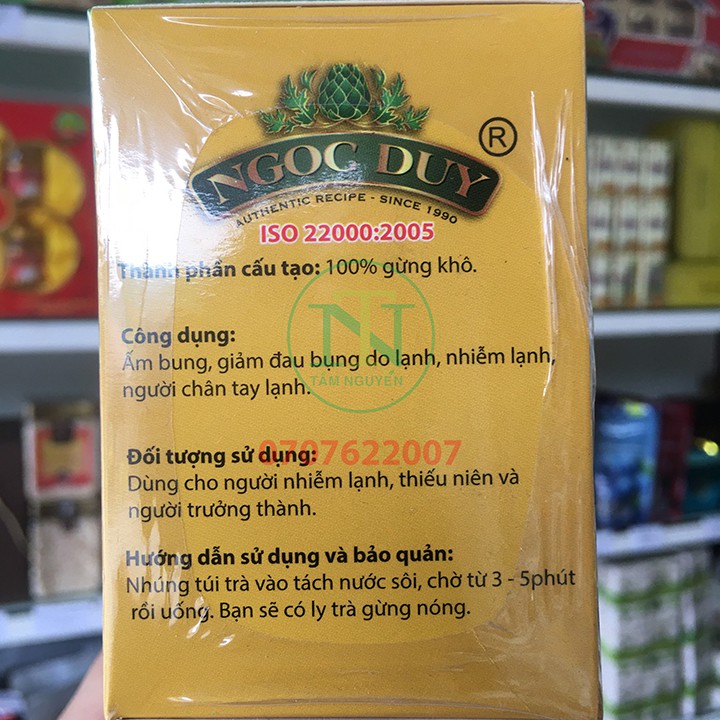 NGOC DUY ®
AUTHENTIC RECIPE - SINCE 1990
ISO 22000:2005
Thành phần cấu tạo: 100% gừng khô.
Công dụng:
Ấm bung, giảm đau bụng do lạnh, nhiễm lạnh,
người chân tay lạnh.
TÂM NGUYÊN
Đối tượng sử dụng:
0707622007
Dùng cho người nhiễm lạnh, thiếu niên và
người trưởng thành.
Hướng dẫn sử dụng và bảo quản:
Nhúng túi trà vào tách nước sôi, chờ từ 3 - 5phút
rồi uống. Bạn sẽ có ly trà gừng nóng.